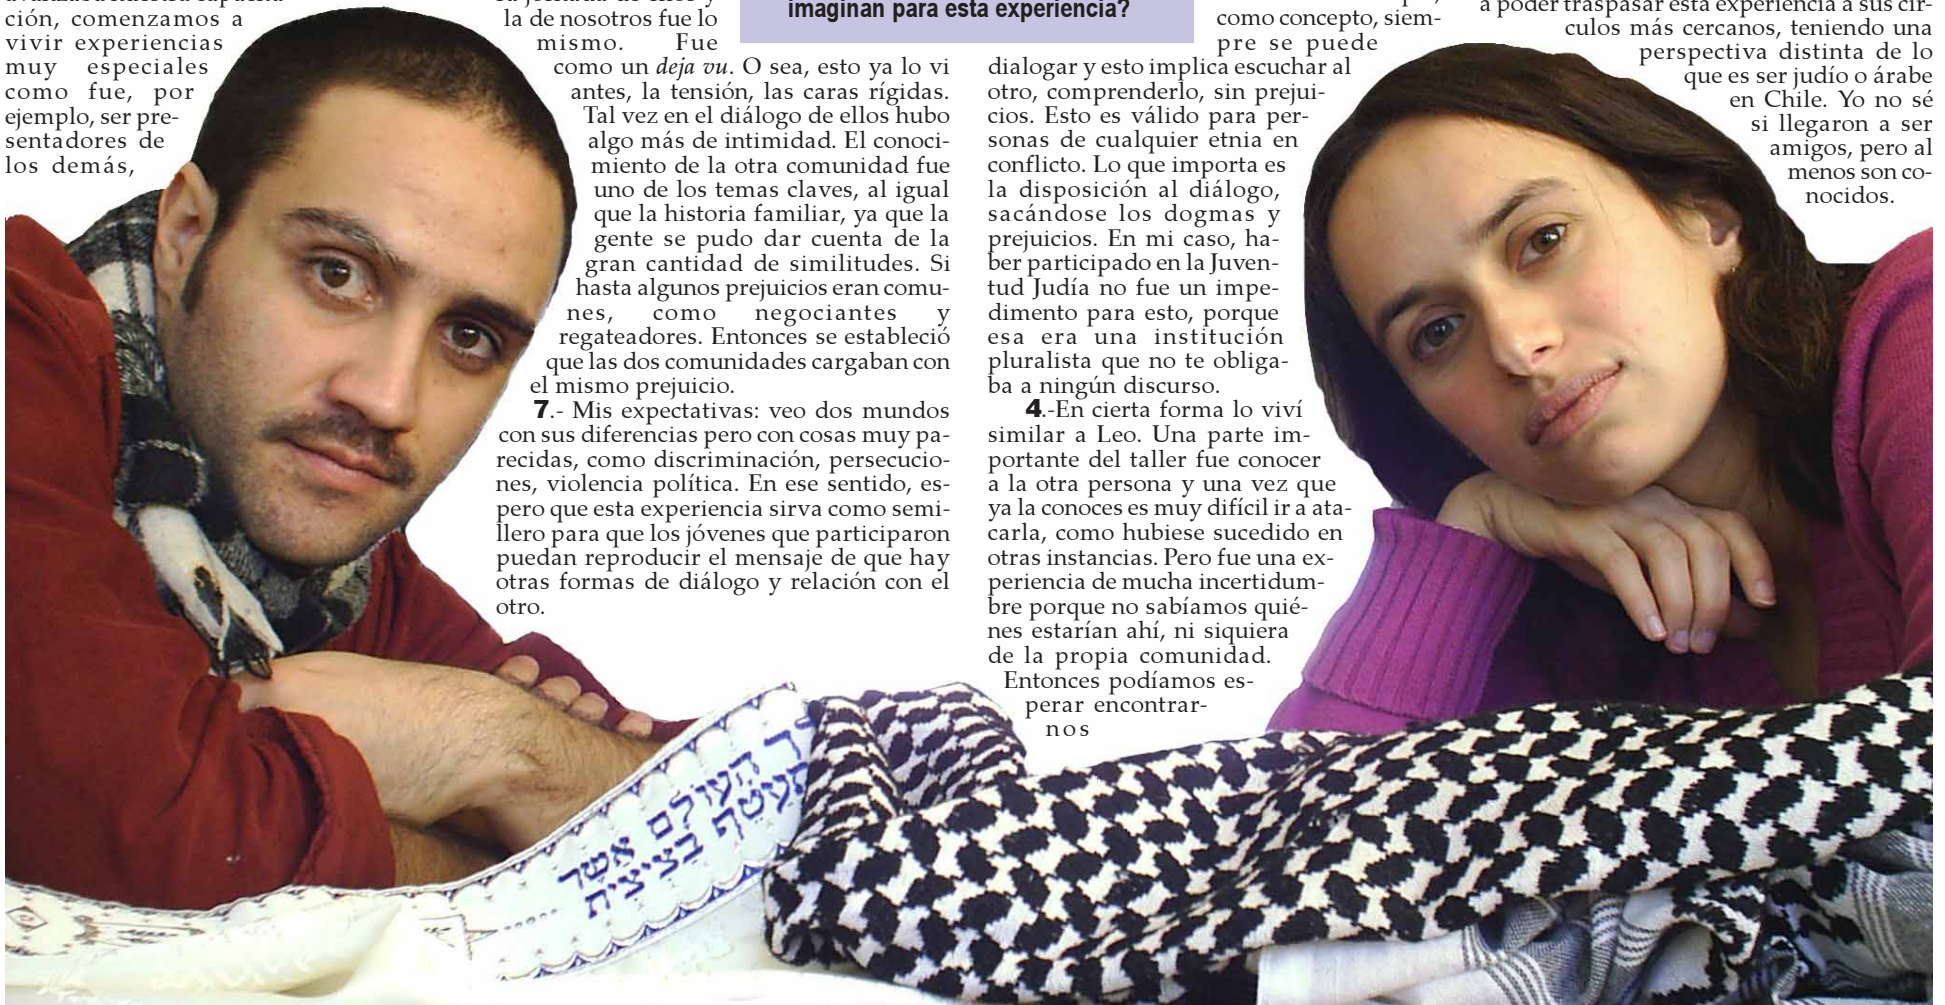 ción, comenzamos a
vivir experiencias
muy especiales
como fue, por
ejemplo, ser pre-
sentadores de
los demás,
la de nosotros fue lo
mismo. Fue
como un deja vu. O sea, esto ya lo vi
antes, la tensión, las caras rígidas.
Tal vez en el diálogo de ellos hubo
algo más de intimidad. El conoci-
miento de la otra comunidad fue
uno de los temas claves, al igual
que la historia familiar, ya que la
gente se pudo dar cuenta de la
gran cantidad de similitudes. Si
hasta algunos prejuicios eran comu-
nes, como negociantes y
regateadores. Entonces se estableció
que las dos comunidades cargaban con
el mismo prejuicio.
7.- Mis expectativas: veo dos mundos
con sus diferencias pero con cosas muy pa-
recidas, como discriminación, persecucio-
nes, violencia política. En ese sentido, es-
pero que esta experiencia sirva como semi-
llero para que los jóvenes que participaron
puedan reproducir el mensaje de que hay
otras formas de diálogo y relación con el
otro.
imaginan para esta experiencia?
como concepto, siem-
pre se puede
dialogar y esto implica escuchar al
otro, comprenderlo, sin prejui-
cios. Esto es válido para per-
sonas de cualquier etnia en
conflicto. Lo que importa es
la disposición al diálogo,
sacándose los dogmas y
prejuicios. En mi caso, ha-
ber participado en la Juven-
tud Judía no fue un impe-
dimento para esto, porque
esa era una institución
pluralista que no te obliga-
ba a ningún discurso.
4.-En cierta forma lo viví
similar a Leo. Una parte im-
portante del taller fue conocer
a la otra persona y una vez que
ya la conoces es muy difícil ir a ata-
carla, como hubiese sucedido en
otras instancias. Pero fue una ex-
periencia de mucha incertidum-
bre porque no sabíamos quié-
nes estarían ahí, ni siquiera
de la propia comunidad.
Entonces podíamos es-
perar encontrar-
nos
a poder traspasar esta experiencia a sus cír-
culos más cercanos, teniendo una
perspectiva distinta de lo
que es ser judío o árabe
en Chile. Yo no sé
si llegaron a ser
amigos, pero al
menos son co-
nocidos.
העולם אשר
בציצית